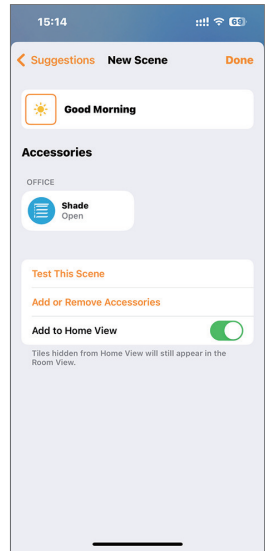 15:14
69
Suggestions New Scene Done
Good Morning
Accessories
OFFICE
Shade
Open
Test This Scene
Add or Remove Accessories
Add to Home View
Tiles hidden from Home View will still appear in the
Room View.